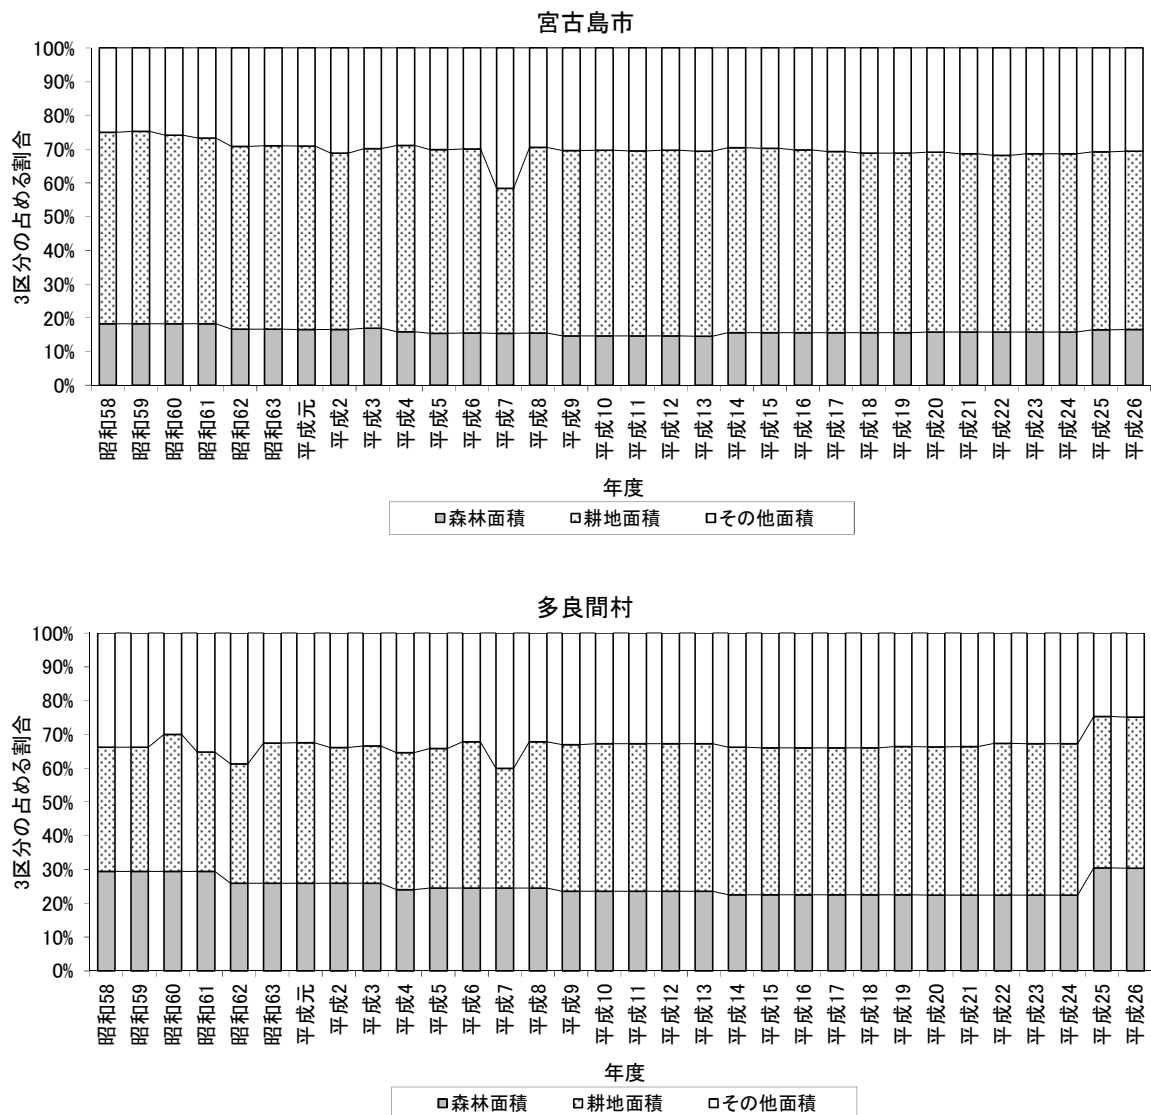 宮古島市
100%
90%
80%
70%
60%
50%
40%
30%
20%
10%
0%
3区分の占める割合
昭和58
昭和59
昭和60
昭和61
昭和62
昭和63
平成元
平成2
平成3
平成4
平成5
平成6
平成7
平成8
平成9
平成10
平成11
平成12
平成13
平成14
平成15
平成16
平成17
平成18
平成19
平成20
平成21
平成22
平成23
平成24
平成25
平成26
年度
森林面積 耕地面積 その他面積
多良間村
100%
90%
80%
70%
60%
50%
40%
30%
20%
10%
0%
3区分の占める割合
昭和58
昭和59
昭和60
昭和61
昭和62
昭和63
平成元
平成2
平成3
平成4
平成5
平成6
平成7
平成8
平成9
平成10
平成11
平成12
平成13
平成14
平成15
平成16
平成17
平成18
平成19
平成20
平成21
平成22
平成23
平成24
平成25
平成26
年度
森林面積 耕地面積 その他面積